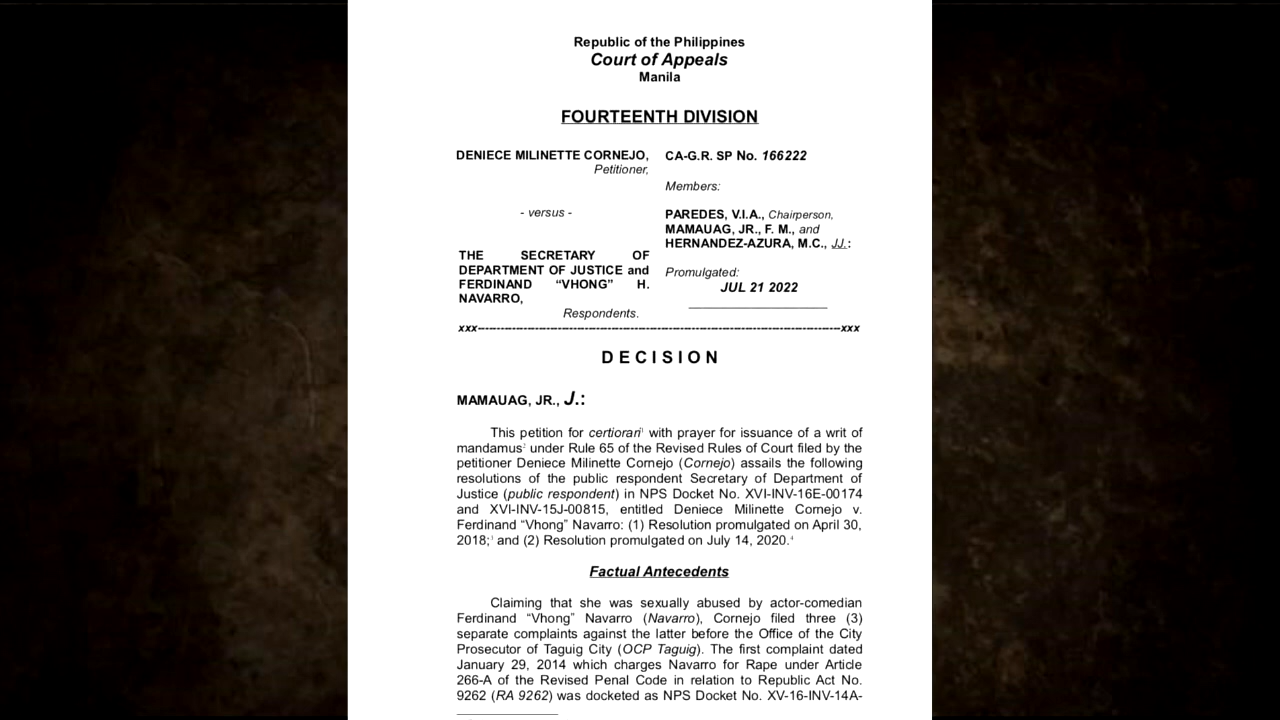 Republic of the Philippines
Court of Appeals
Manila
FOURTEENTH DIVISION
DENIECE MILINETTE CORNEJO,
Petitioner,
- versus -
THE SECRETARY OF
DEPARTMENT OF JUSTICE and
FERDINAND “VHONG” H.
NAVARRO,
Respondents.
CA-G.R. SP No. 166222
Members:
PAREDES, V.I.A., Chairperson,
MAMAUAG, JR., F. M., and
HERNANDEZ-AZURA, M.C., JJ.:
Promulgated:
JUL 21 2022
xxx------------------------------------------------------------------------------------------xxx
D E C I S I O N
MAMAUAG, JR., J.:
This petition for certiorari¹ with prayer for issuance of a writ of
mandamus² under Rule 65 of the Revised Rules of Court filed by the
petitioner Deniece Milinette Cornejo (Cornejo) assails the following
resolutions of the public respondent Secretary of Department of
Justice (public respondent) in NPS Docket No. XVI-INV-16E-00174
and XVI-INV-15J-00815, entitled Deniece Milinette Cornejo v.
Ferdinand “Vhong” Navarro: (1) Resolution promulgated on April 30,
2018;³ and (2) Resolution promulgated on July 14, 2020.⁴
Factual Antecedents
Claiming that she was sexually abused by actor-comedian
Ferdinand “Vhong” Navarro (Navarro), Cornejo filed three (3)
separate complaints against the latter before the Office of the City
Prosecutor of Taguig City (OCP Taguig). The first complaint dated
January 29, 2014 which charges Navarro for Rape under Article
266-A of the Revised Penal Code in relation to Republic Act No.
9262 (RA 9262) was docketed as NPS Docket No. XV-16-INV-14A-